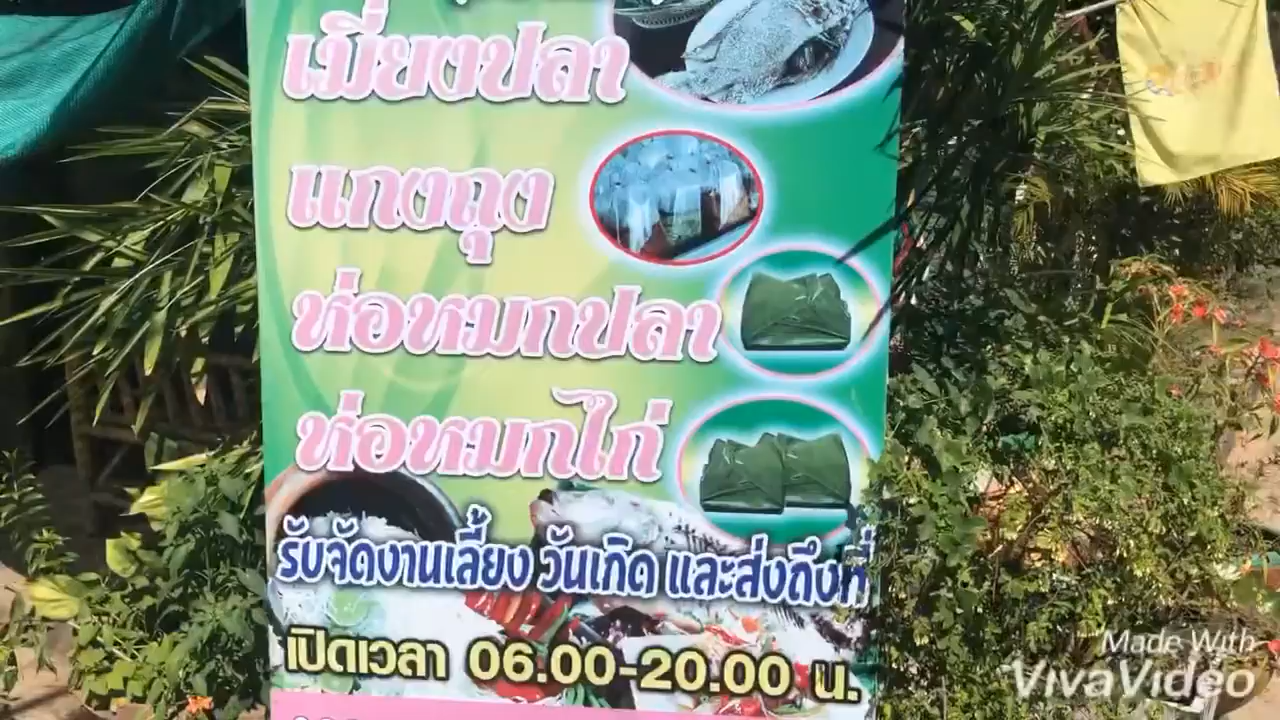 เมี่ยงปลา
แกงถุง
ห่อหมกปลา
ห่อหมกไก่
รับจัดงานเลี้ยง วันเกิด และส่งถึงที่
เปิดเวลา 06.00-20.00 น.
Made With
VivaVideo